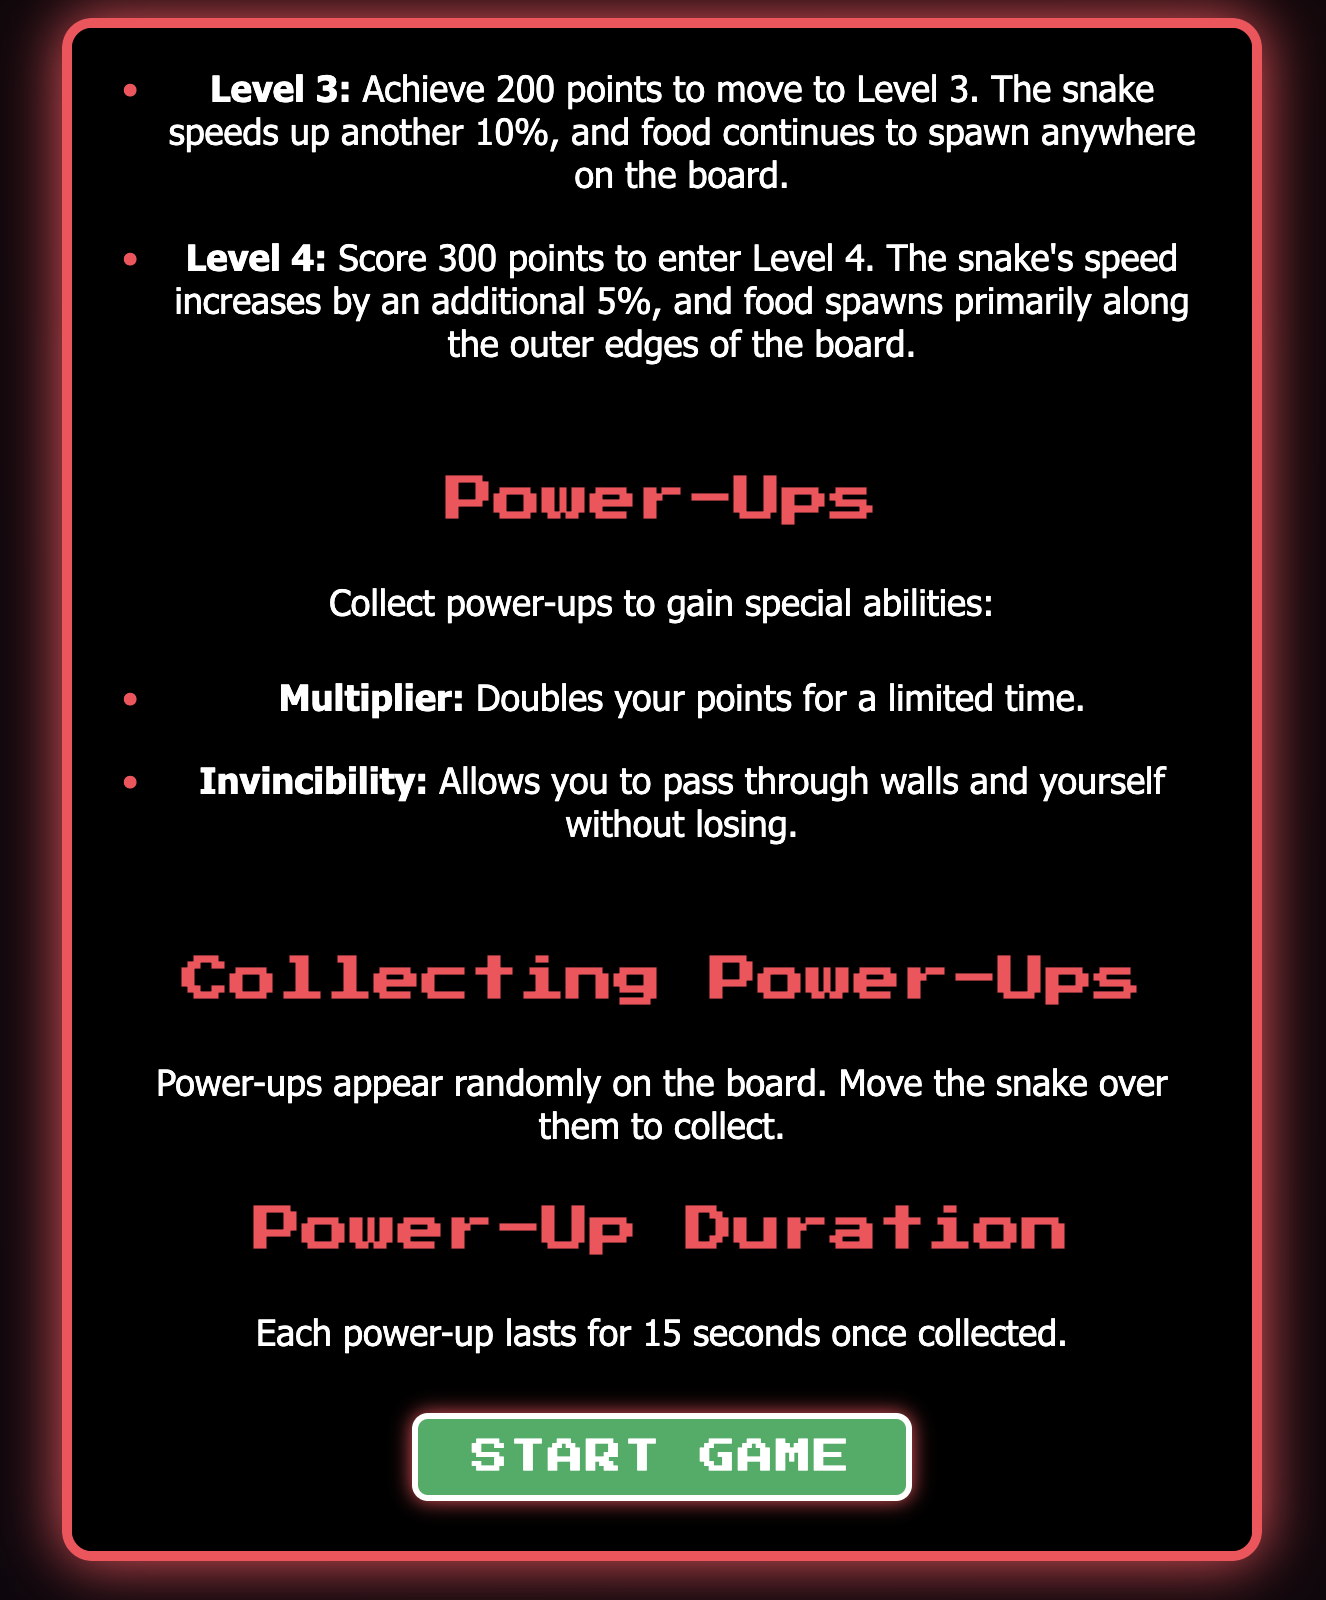 • Level 3: Achieve 200 points to move to Level 3. The snake
speeds up another 10%, and food continues to spawn anywhere
on the board.
• Level 4: Score 300 points to enter Level 4. The snake's speed
increases by an additional 5%, and food spawns primarily along
the outer edges of the board.
Power-Ups
Collect power-ups to gain special abilities:
• Multiplier: Doubles your points for a limited time.
• Invincibility: Allows you to pass through walls and yourself
without losing.
Collecting Power-Ups
Power-ups appear randomly on the board. Move the snake over
them to collect.
Power-Up Duration
Each power-up lasts for 15 seconds once collected.
START GAME